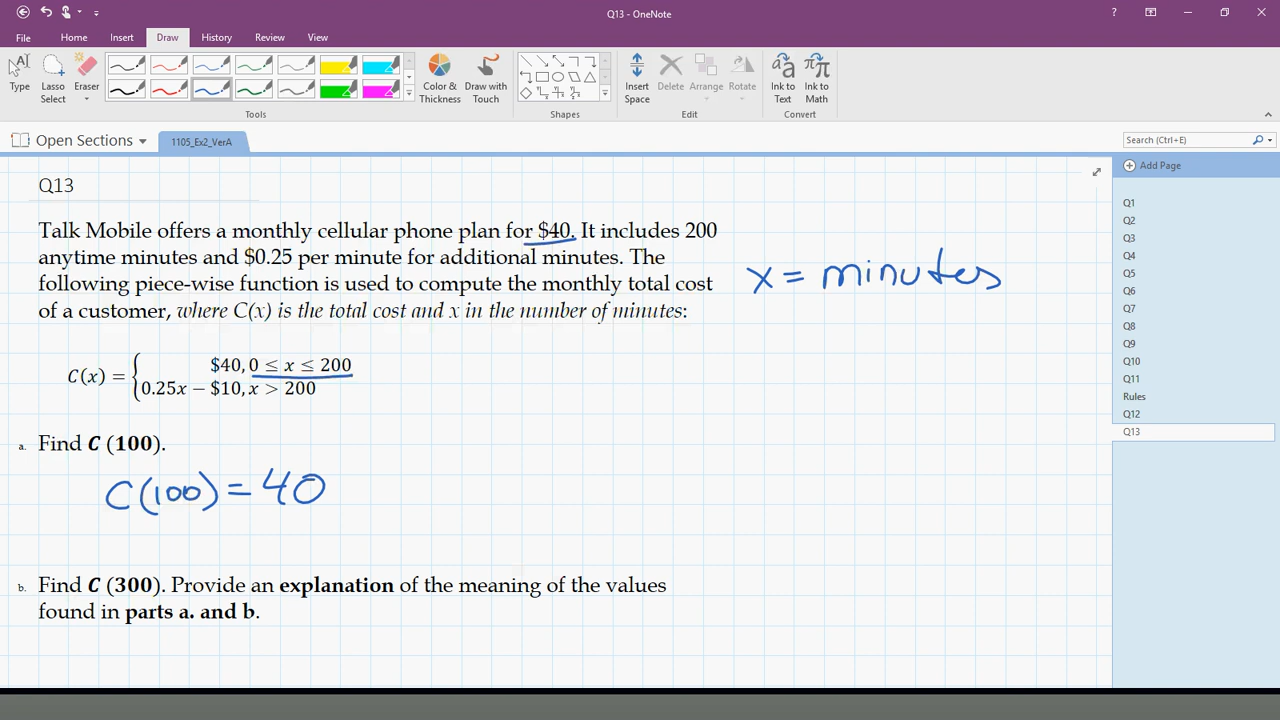 Q13 - OneNote
?
File Home Insert Draw History Review View
Type
Lasso Select
Eraser
Color & Thickness
Draw with Touch
Insert Space
Delete
Arrange
Rotate
Ink to Text
Ink to Math
Tools
Shapes
Edit
Convert
Open Sections
1105_Ex2_VerA
Search (Ctrl+E)
Add Page
Q13
Talk Mobile offers a monthly cellular phone plan for $40. It includes 200
anytime minutes and $0.25 per minute for additional minutes. The
following piece-wise function is used to compute the monthly total cost
of a customer, where C(x) is the total cost and x in the number of minutes:
x = minutes
C(x) = { $40, 0 ≤ x ≤ 200
0.25x − $10, x > 200
a. Find C (100).
C(100) = 40
b. Find C (300). Provide an explanation of the meaning of the values
found in parts a. and b.
Q1
Q2
Q3
Q4
Q5
Q6
Q7
Q8
Q9
Q10
Q11
Rules
Q12
Q13